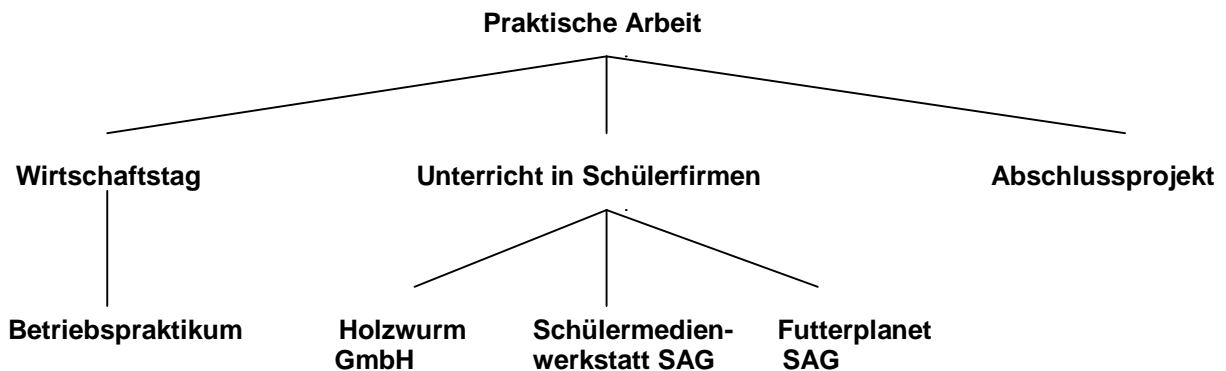 Praktische Arbeit
Wirtschaftstag
Unterricht in Schülerfirmen
Abschlussprojekt
Betriebspraktikum
Holzwurm
GmbH
Schülermedien-
werkstatt SAG
Futterplanet
SAG